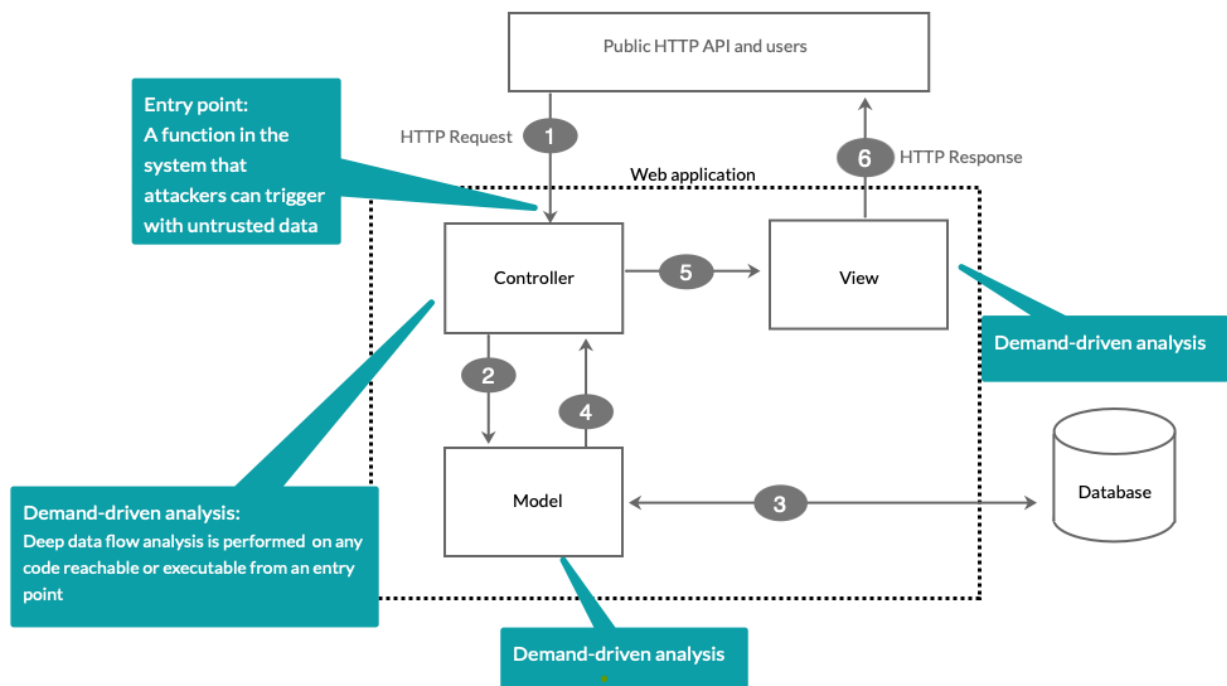 Public HTTP API and users
Entry point:
A function in the
system that
attackers can trigger
with untrusted data
HTTP Request
1
6
HTTP Response
Web application
Controller
5
View
Demand-driven analysis
2
4
Model
3
Database
Demand-driven analysis:
Deep data flow analysis is performed on any
code reachable or executable from an entry
point
Demand-driven analysis